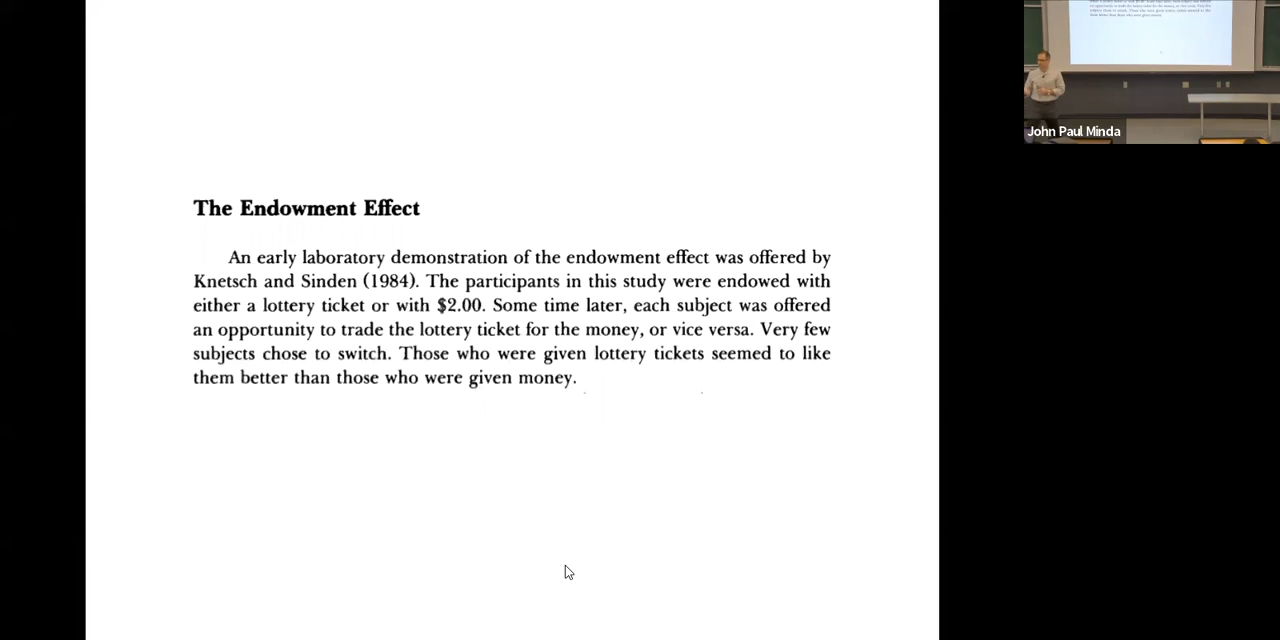 The Endowment Effect
An early laboratory demonstration of the endowment effect was offered by
Knetsch and Sinden (1984). The participants in this study were endowed with
either a lottery ticket or with $2.00. Some time later, each subject was offered
an opportunity to trade the lottery ticket for the money, or vice versa. Very few
subjects chose to switch. Those who were given lottery tickets seemed to like
them better than those who were given money.
John Paul Minda